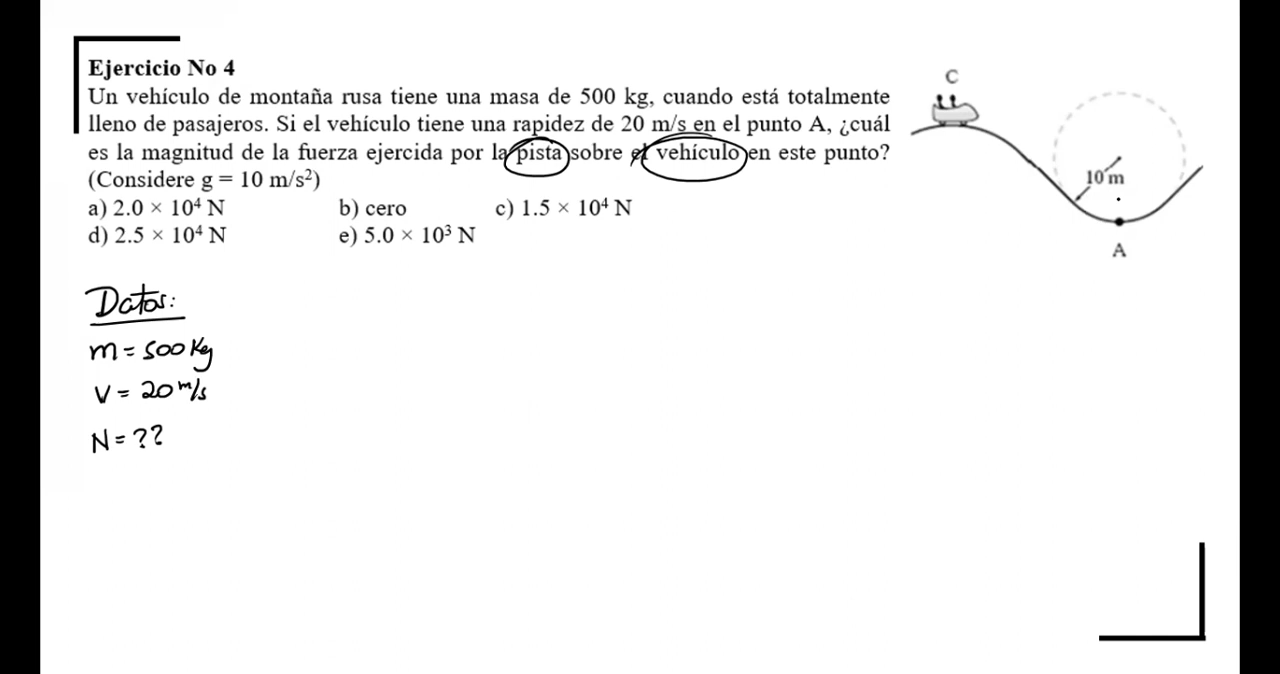 Ejercicio No 4
Un vehículo de montaña rusa tiene una masa de 500 kg, cuando está totalmente
lleno de pasajeros. Si el vehículo tiene una rapidez de 20 m/s en el punto A, ¿cuál
es la magnitud de la fuerza ejercida por la pista sobre el vehículo en este punto?
(Considere g = 10 m/s²)
a) 2.0 × 10⁴ N b) cero c) 1.5 × 10⁴ N
d) 2.5 × 10⁴ N e) 5.0 × 10³ N
C
10 m
A
Datos:
m = 500 Kg
V = 20 m/s
N = ??